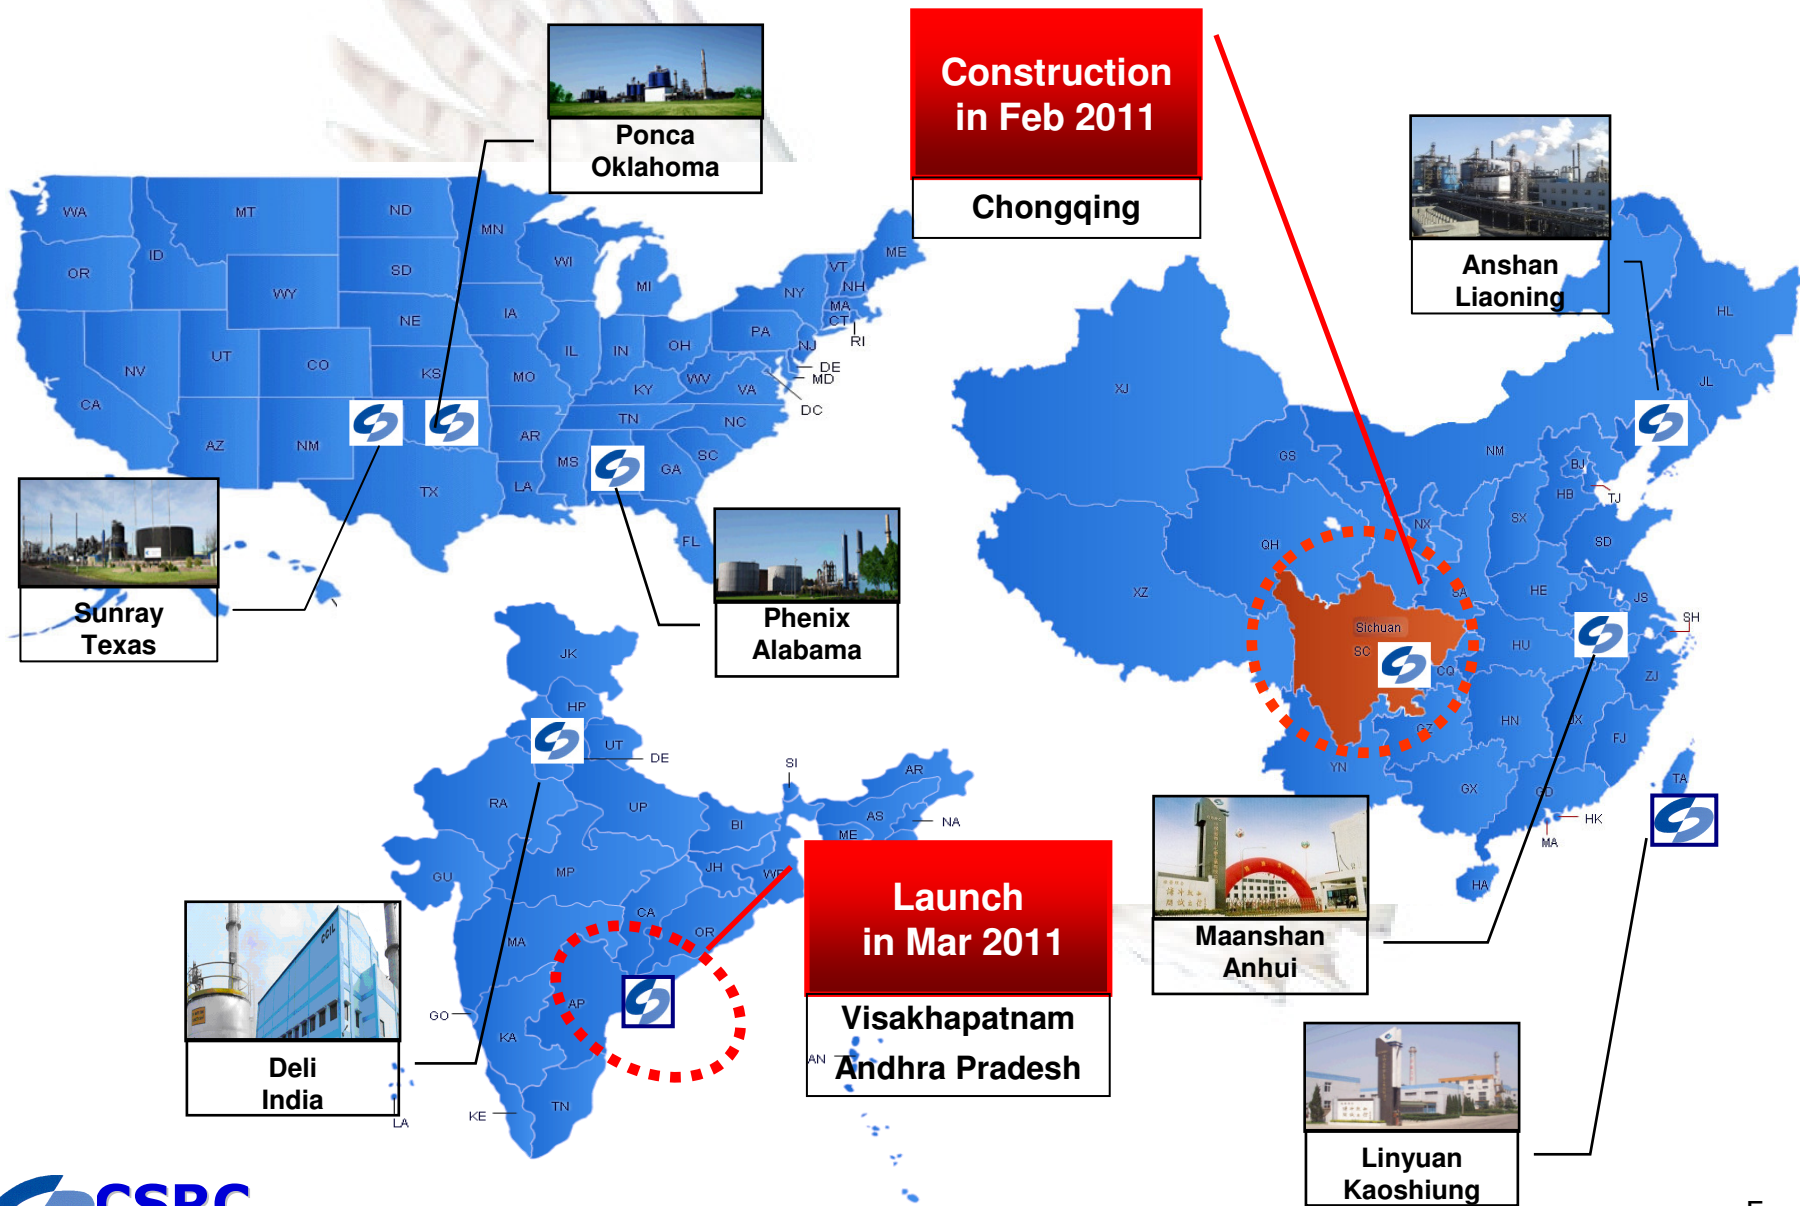 Ponca
Oklahoma
Construction
in Feb 2011
Chongqing
Anshan
Liaoning
WA
MT
ND
MN
OR
ID
SD
WI
MI
VT
NH
ME
WY
NY
MA
CT
RI
NE
IA
PA
NJ
NV
UT
CO
KS
MO
IL
IN
OH
WV
VA
KY
DE
MD
DC
CA
AZ
NM
AR
TN
NC
SC
MS
GA
LA
TX
FL
Sunray
Texas
Phenix
Alabama
XJ
HL
JL
GS
NM
BJ
TJ
HB
NX
SX
SD
QH
XZ
SA
HE
JS
SH
Sichuan
SC
CQ
HU
ZJ
GZ
HN
JX
FJ
YN
GX
GD
HK
MA
HA
TA
JK
HP
UT
DE
RA
UP
SI
AR
AS
NA
BI
ME
GU
MP
JH
WB
CA
OR
MA
AP
GO
KA
AN
KE
TN
LA
Launch
in Mar 2011
Visakhapatnam
Andhra Pradesh
CCIL
Deli
India
Maanshan
Anhui
Linyuan
Kaoshiung
CSRC
5